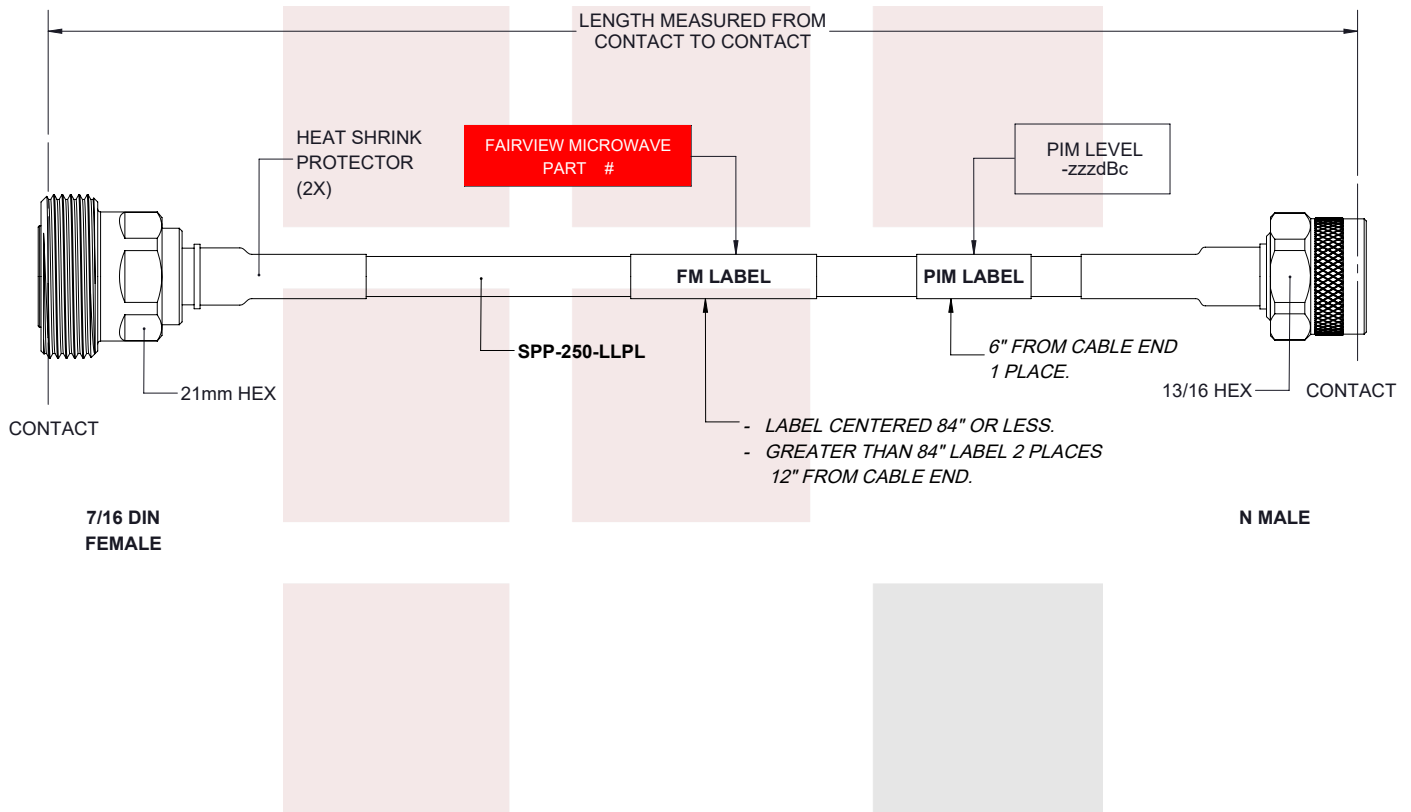 LENGTH MEASURED FROM
CONTACT TO CONTACT
HEAT SHRINK
PROTECTOR
(2X)
FAIRVIEW MICROWAVE
PART #
PIM LEVEL
-zzzdBc
FM LABEL
PIM LABEL
SPP-250-LLPL
6" FROM CABLE END
1 PLACE.
21mm HEX
13/16 HEX
CONTACT
CONTACT
- LABEL CENTERED 84" OR LESS.
- GREATER THAN 84" LABEL 2 PLACES
12" FROM CABLE END.
7/16 DIN
FEMALE
N MALE